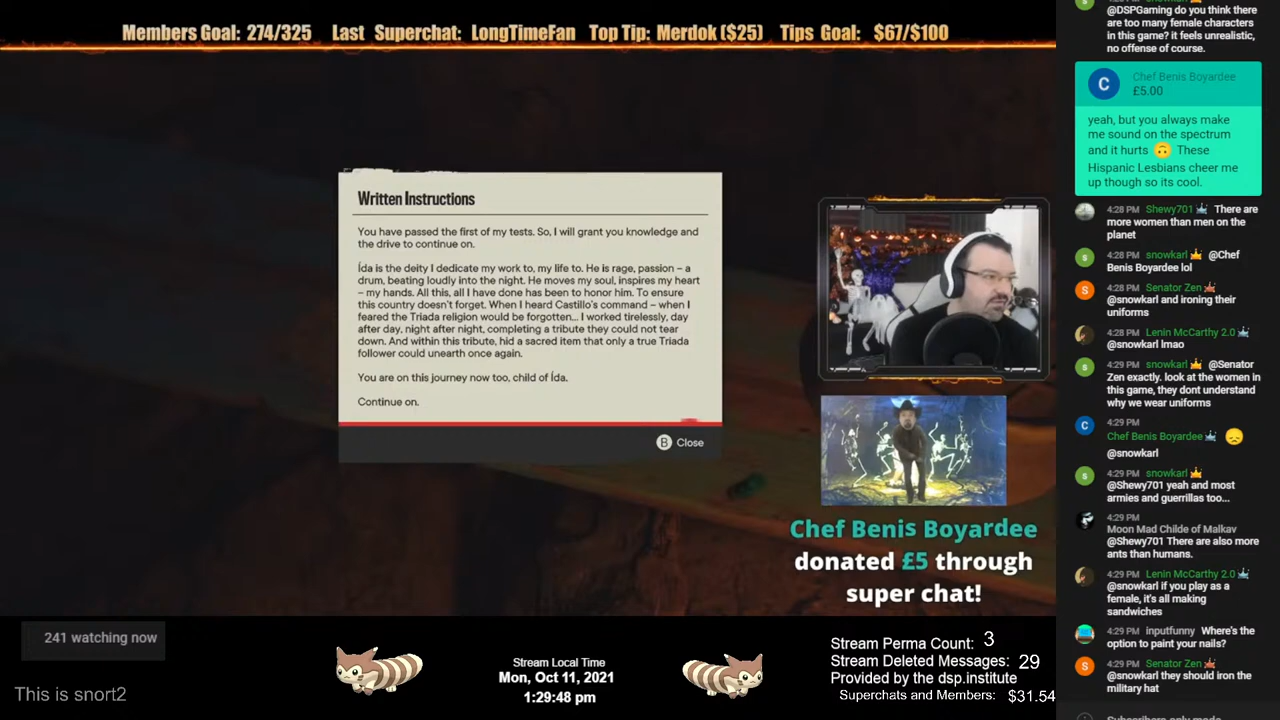 Members Goal: 274/325 Last Superchat: LongTimeFan Top Tip: Merdok ($25) Tips Goal: $67/$100
Written Instructions
You have passed the first of my tests. So, I will grant you knowledge and
the drive to continue on.
Ída is the deity I dedicate my work to, my life to. He is rage, passion – a
drum, beating loudly into the night. He moves my soul, inspires my heart
– my hands. All this, all I have done has been to honor him. To ensure
this country doesn't forget. When I heard Castillo's command – when I
feared the Triada religion would be forgotten... I worked tirelessly, day
after day, night after night, completing a tribute they could not tear
down. And within this tribute, hid a sacred item that only a true Triada
follower could unearth once again.
You are on this journey now too, child of Ída.
Continue on.
B Close
Chef Benis Boyardee
donated £5 through
super chat!
241 watching now
This is snort2
Stream Local Time
Mon, Oct 11, 2021
1:29:48 pm
Stream Perma Count: 3
Stream Deleted Messages: 29
Provided by the dsp.institute
Superchats and Members: $31.54
@DSPGaming do you think there
are too many female characters
in this game? it feels unrealistic,
no offense of course.
C
Chef Benis Boyardee
£5.00
yeah, but you always make
me sound on the spectrum
and it hurts 🙃 These
Hispanic Lesbians cheer me
up though so its cool.
4:28 PM Shewy701 There are
more women than men on the
planet
s
4:28 PM snowkarl @Chef
Benis Boyardee lol
S
4:28 PM Senator Zen
@snowkarl and ironing their
uniforms
4:28 PM Lenin McCarthy 2.0
@snowkarl lmao
s
4:29 PM snowkarl @Senator
Zen exactly. look at the women in
this game, they dont understand
why we wear uniforms
C
4:29 PM
Chef Benis Boyardee 😞
@snowkarl
s
4:29 PM snowkarl
@Shewy701 yeah and most
armies and guerrillas too...
4:29 PM
Moon Mad Childe of Malkav
@Shewy701 There are also more
ants than humans.
4:29 PM Lenin McCarthy 2.0
@snowkarl if you play as a
female, it's all making
sandwiches
4:29 PM inputfunny Where's the
option to paint your nails?
S
4:29 PM Senator Zen
@snowkarl they should iron the
military hat